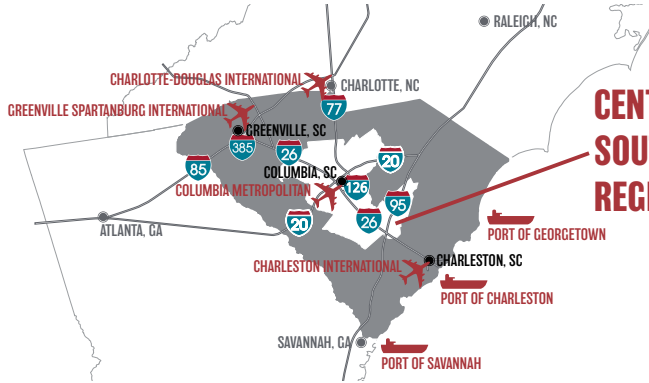 RALEIGH, NC
CHARLOTTE-DOUGLAS INTERNATIONAL
CHARLOTTE, NC
77
GREENVILLE SPARTANBURG INTERNATIONAL
GREENVILLE, SC
385
26
20
85
COLUMBIA, SC
126
COLUMBIA METROPOLITAN
95
20
26
CENT
SOU
REGI
ATLANTA, GA
PORT OF GEORGETOWN
CHARLESTON, SC
CHARLESTON INTERNATIONAL
PORT OF CHARLESTON
SAVANNAH, GA
PORT OF SAVANNAH